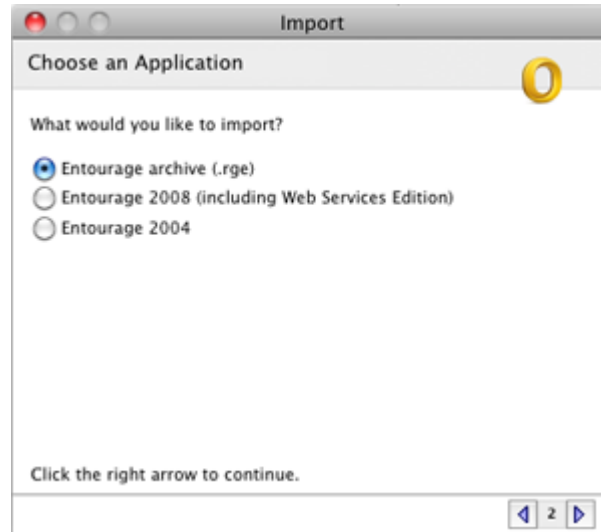 Import
Choose an Application
What would you like to import?
Entourage archive (.rge)
Entourage 2008 (including Web Services Edition)
Entourage 2004
Click the right arrow to continue.
2